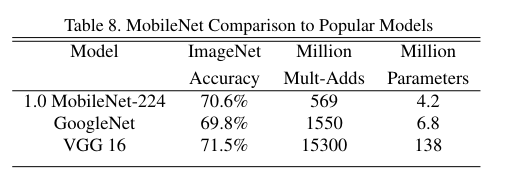 Table 8. MobileNet Comparison to Popular Models
Model ImageNet Million Million
Accuracy Mult-Adds Parameters
1.0 MobileNet-224 70.6% 569 4.2
GoogleNet 69.8% 1550 6.8
VGG 16 71.5% 15300 138